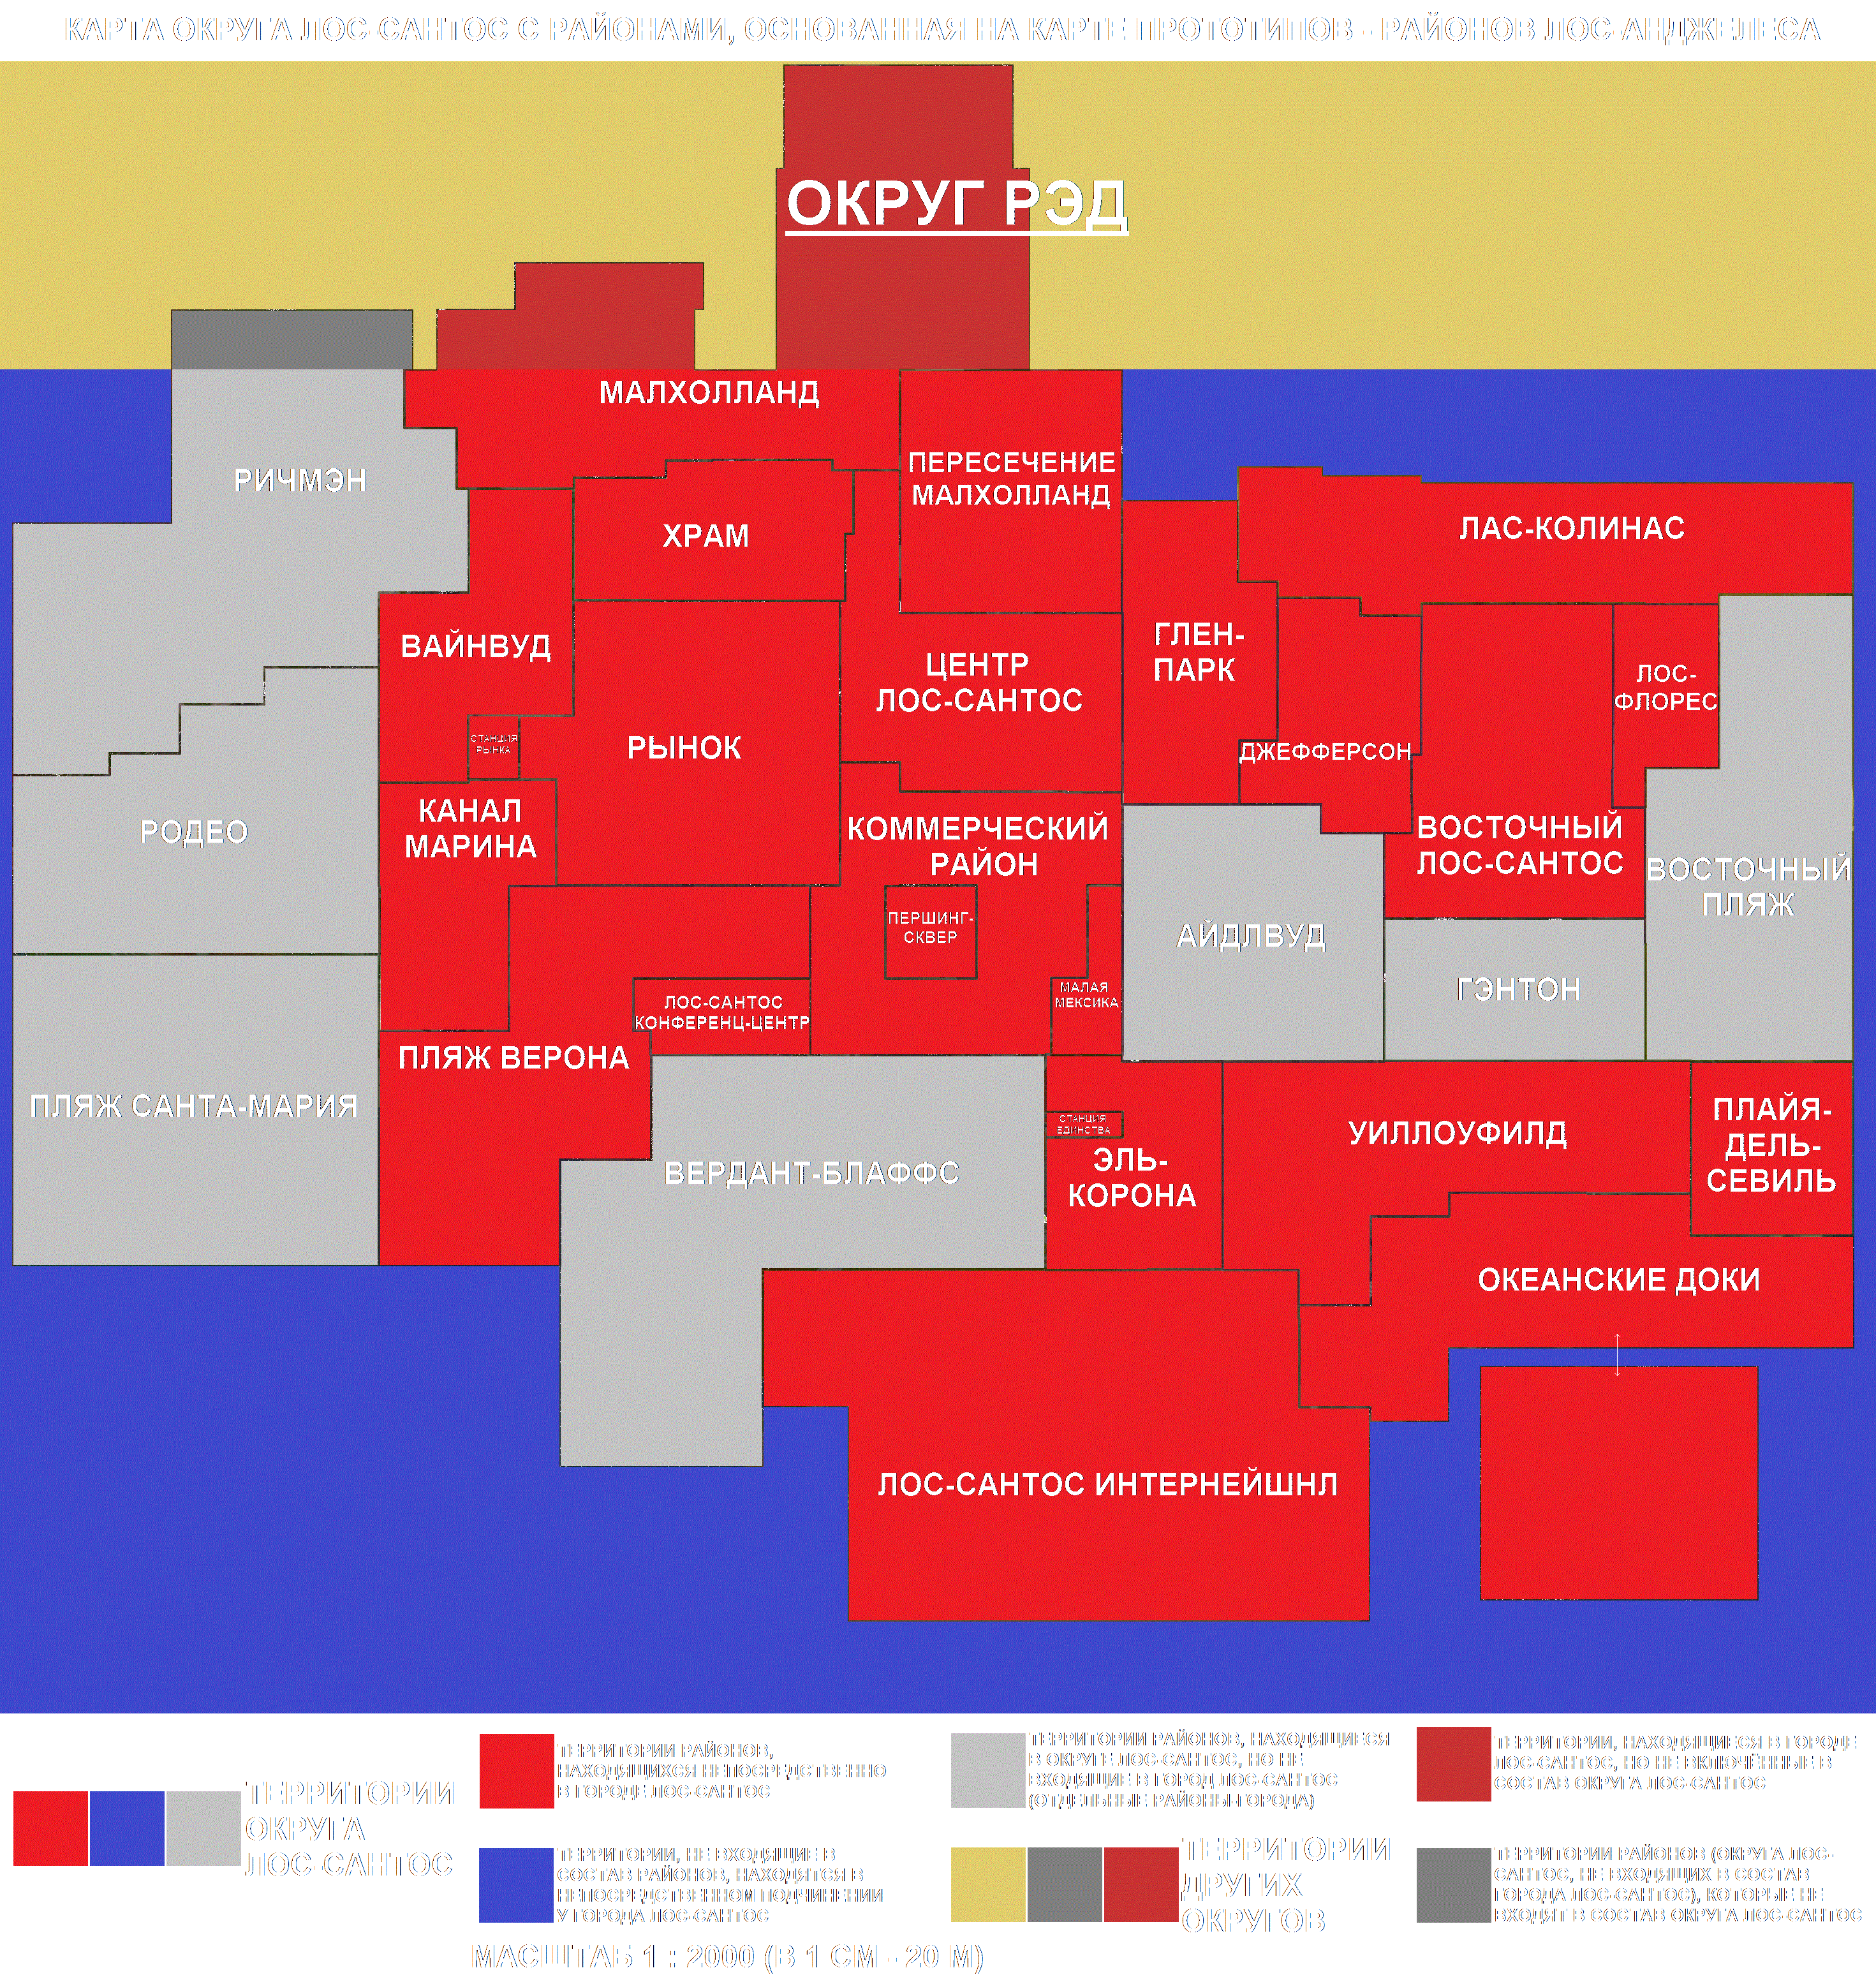 КАРТА ОКРУГА ЛОС-САНТОС С РАЙОНАМИ, ОСНОВАННАЯ НА КАРТЕ ПРОТОТИПОВ - РАЙОНОВ ЛОС-АНДЖЕЛЕСА
ОКРУГ РЭД
МАЛХОЛЛАНД
РИЧМЭН
ПЕРЕСЕЧЕНИЕ
МАЛХОЛЛАНД
ХРАМ
ЛАС-КОЛИНАС
ВАЙНВУД
ЦЕНТР
ЛОС-САНТОС
ГЛЕН-
ПАРК
ЛОС-
ФЛОРЕС
СТАНЦИЯ
РЫНКА
РЫНОК
ДЖЕФФЕРСОН
РОДЕО
КАНАЛ
МАРИНА
КОММЕРЧЕСКИЙ
РАЙОН
ВОСТОЧНЫЙ
ЛОС-САНТОС
ВОСТОЧНЫЙ
ПЛЯЖ
ПЕРШИНГ-
СКВЕР
АЙДЛВУД
ГЭНТОН
ЛОС-САНТОС
КОНФЕРЕНЦ-ЦЕНТР
МАЛАЯ
МЕКСИКА
ПЛЯЖ ВЕРОНА
ПЛЯЖ САНТА-МАРИЯ
СТАНЦИЯ
ЕДИНСТВА
УИЛЛОУФИЛД
ПЛАЙЯ-
ДЕЛЬ-
СЕВИЛЬ
ВЕРДАНТ-БЛАФФС
ЭЛЬ-
КОРОНА
ОКЕАНСКИЕ ДОКИ
ЛОС-САНТОС ИНТЕРНЕЙШНЛ
ТЕРРИТОРИИ
ОКРУГА
ЛОС-САНТОС
ТЕРРИТОРИИ РАЙОНОВ,
НАХОДЯЩИХСЯ НЕПОСРЕДСТВЕННО
В ГОРОДЕ ЛОС-САНТОС
ТЕРРИТОРИИ, НЕ ВХОДЯЩИЕ В
СОСТАВ РАЙОНОВ, НАХОДЯТСЯ В
НЕПОСРЕДСТВЕННОМ ПОДЧИНЕНИИ
У ГОРОДА ЛОС-САНТОС
ТЕРРИТОРИИ РАЙОНОВ, НАХОДЯЩИЕСЯ
В ОКРУГЕ ЛОС-САНТОС, НО НЕ
ВХОДЯЩИЕ В ГОРОД ЛОС-САНТОС
(ОТДЕЛЬНЫЕ РАЙОНЫ-ГОРОДА)
ТЕРРИТОРИИ
ДРУГИХ
ОКРУГОВ
ТЕРРИТОРИИ, НАХОДЯЩИЕСЯ В ГОРОДЕ
ЛОС-САНТОС, НО НЕ ВКЛЮЧЁННЫЕ В
СОСТАВ ОКРУГА ЛОС-САНТОС
ТЕРРИТОРИИ РАЙОНОВ (ОКРУГА ЛОС-
САНТОС, НЕ ВХОДЯЩИХ В СОСТАВ
ГОРОДА ЛОС-САНТОС), КОТОРЫЕ НЕ
ВХОДЯТ В СОСТАВ ОКРУГА ЛОС-САНТОС
МАСШТАБ 1 : 2000 (В 1 СМ - 20 М)